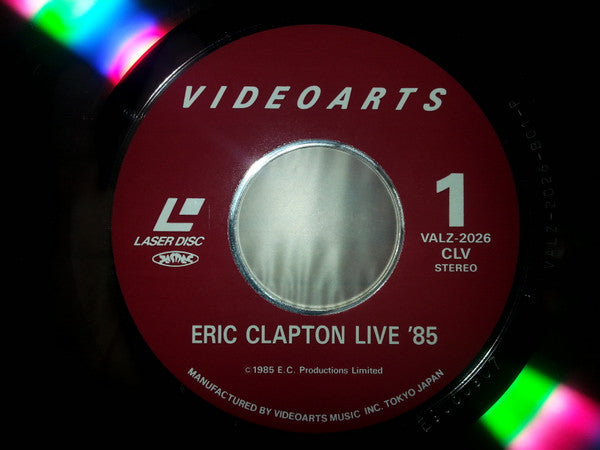 VIDEOARTS
1
LASER DISC
VALZ-2026
CLV
STEREO
ERIC CLAPTON LIVE '85
© 1985 E.C. Productions Limited
MANUFACTURED BY VIDEOARTS MUSIC INC. TOKYO JAPAN